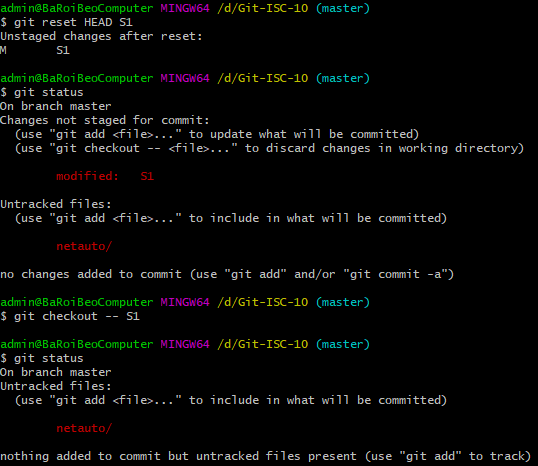 admin@BaRoiBeoComputer MINGW64 /d/Git-ISC-10 (master)
$ git reset HEAD S1
Unstaged changes after reset:
M       S1
admin@BaRoiBeoComputer MINGW64 /d/Git-ISC-10 (master)
$ git status
On branch master
Changes not staged for commit:
  (use "git add <file>..." to update what will be committed)
  (use "git checkout -- <file>..." to discard changes in working directory)
        modified:   S1
Untracked files:
  (use "git add <file>..." to include in what will be committed)
        netauto/
no changes added to commit (use "git add" and/or "git commit -a")
admin@BaRoiBeoComputer MINGW64 /d/Git-ISC-10 (master)
$ git checkout -- S1
admin@BaRoiBeoComputer MINGW64 /d/Git-ISC-10 (master)
$ git status
On branch master
Untracked files:
  (use "git add <file>..." to include in what will be committed)
        netauto/
nothing added to commit but untracked files present (use "git add" to track)